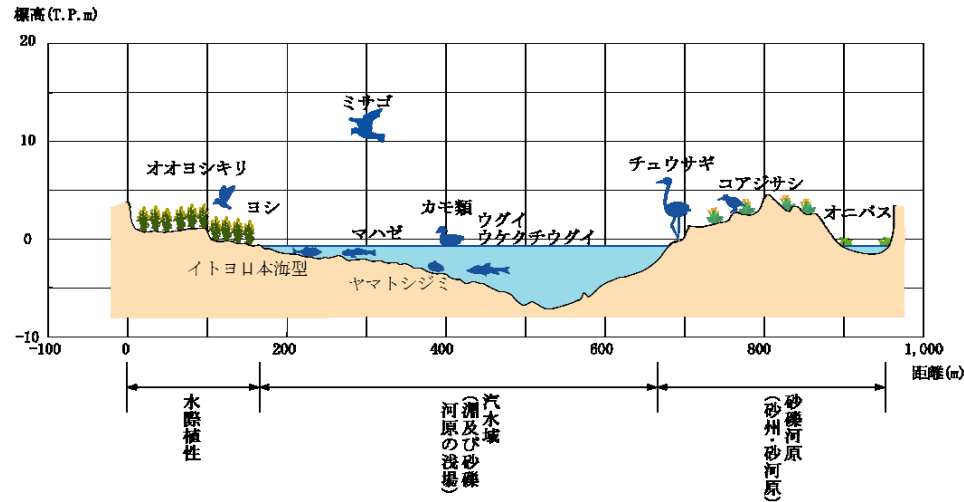 標高(T.P.m)
20
10
0
-10
ミサゴ
オオヨシキリ
ヨシ
チュウサギ
コアジサシ
オニバス
カモ類
ウグイ
ウケクチウグイ
マハゼ
イトヨ日本海型
ヤマトシジミ
-100
0
200
400
600
800
1,000
距離(m)
水際植性
汽水域
(淵及び砂礫
河原の浅場)
砂礫河原
(砂州・砂河原)